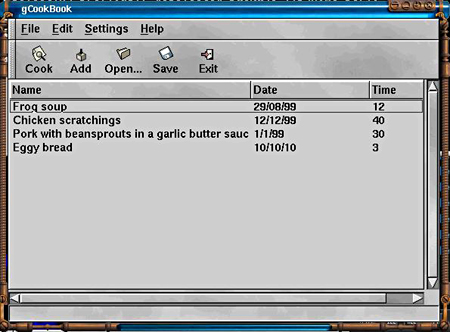 gCookBook
File Edit Settings Help
Cook Add Open... Save Exit
Name Date Time
Frog soup 29/08/99 12
Chicken scratchings 12/12/99 40
Pork with beansprouts in a garlic butter sauc 1/1/99 30
Eggy bread 10/10/10 3